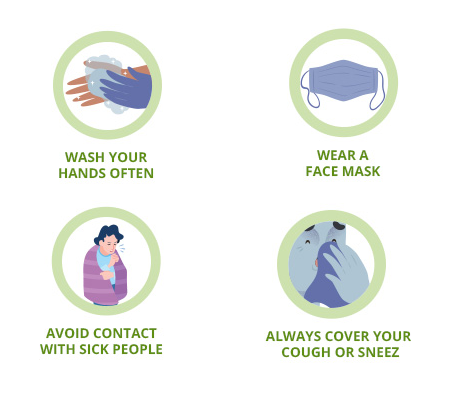 WASH YOUR
HANDS OFTEN
WEAR A
FACE MASK
AVOID CONTACT
WITH SICK PEOPLE
ALWAYS COVER YOUR
COUGH OR SNEEZ